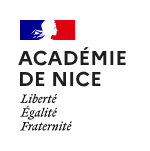 ACADÉMIE
DE NICE
Liberté
Égalité
Fraternité